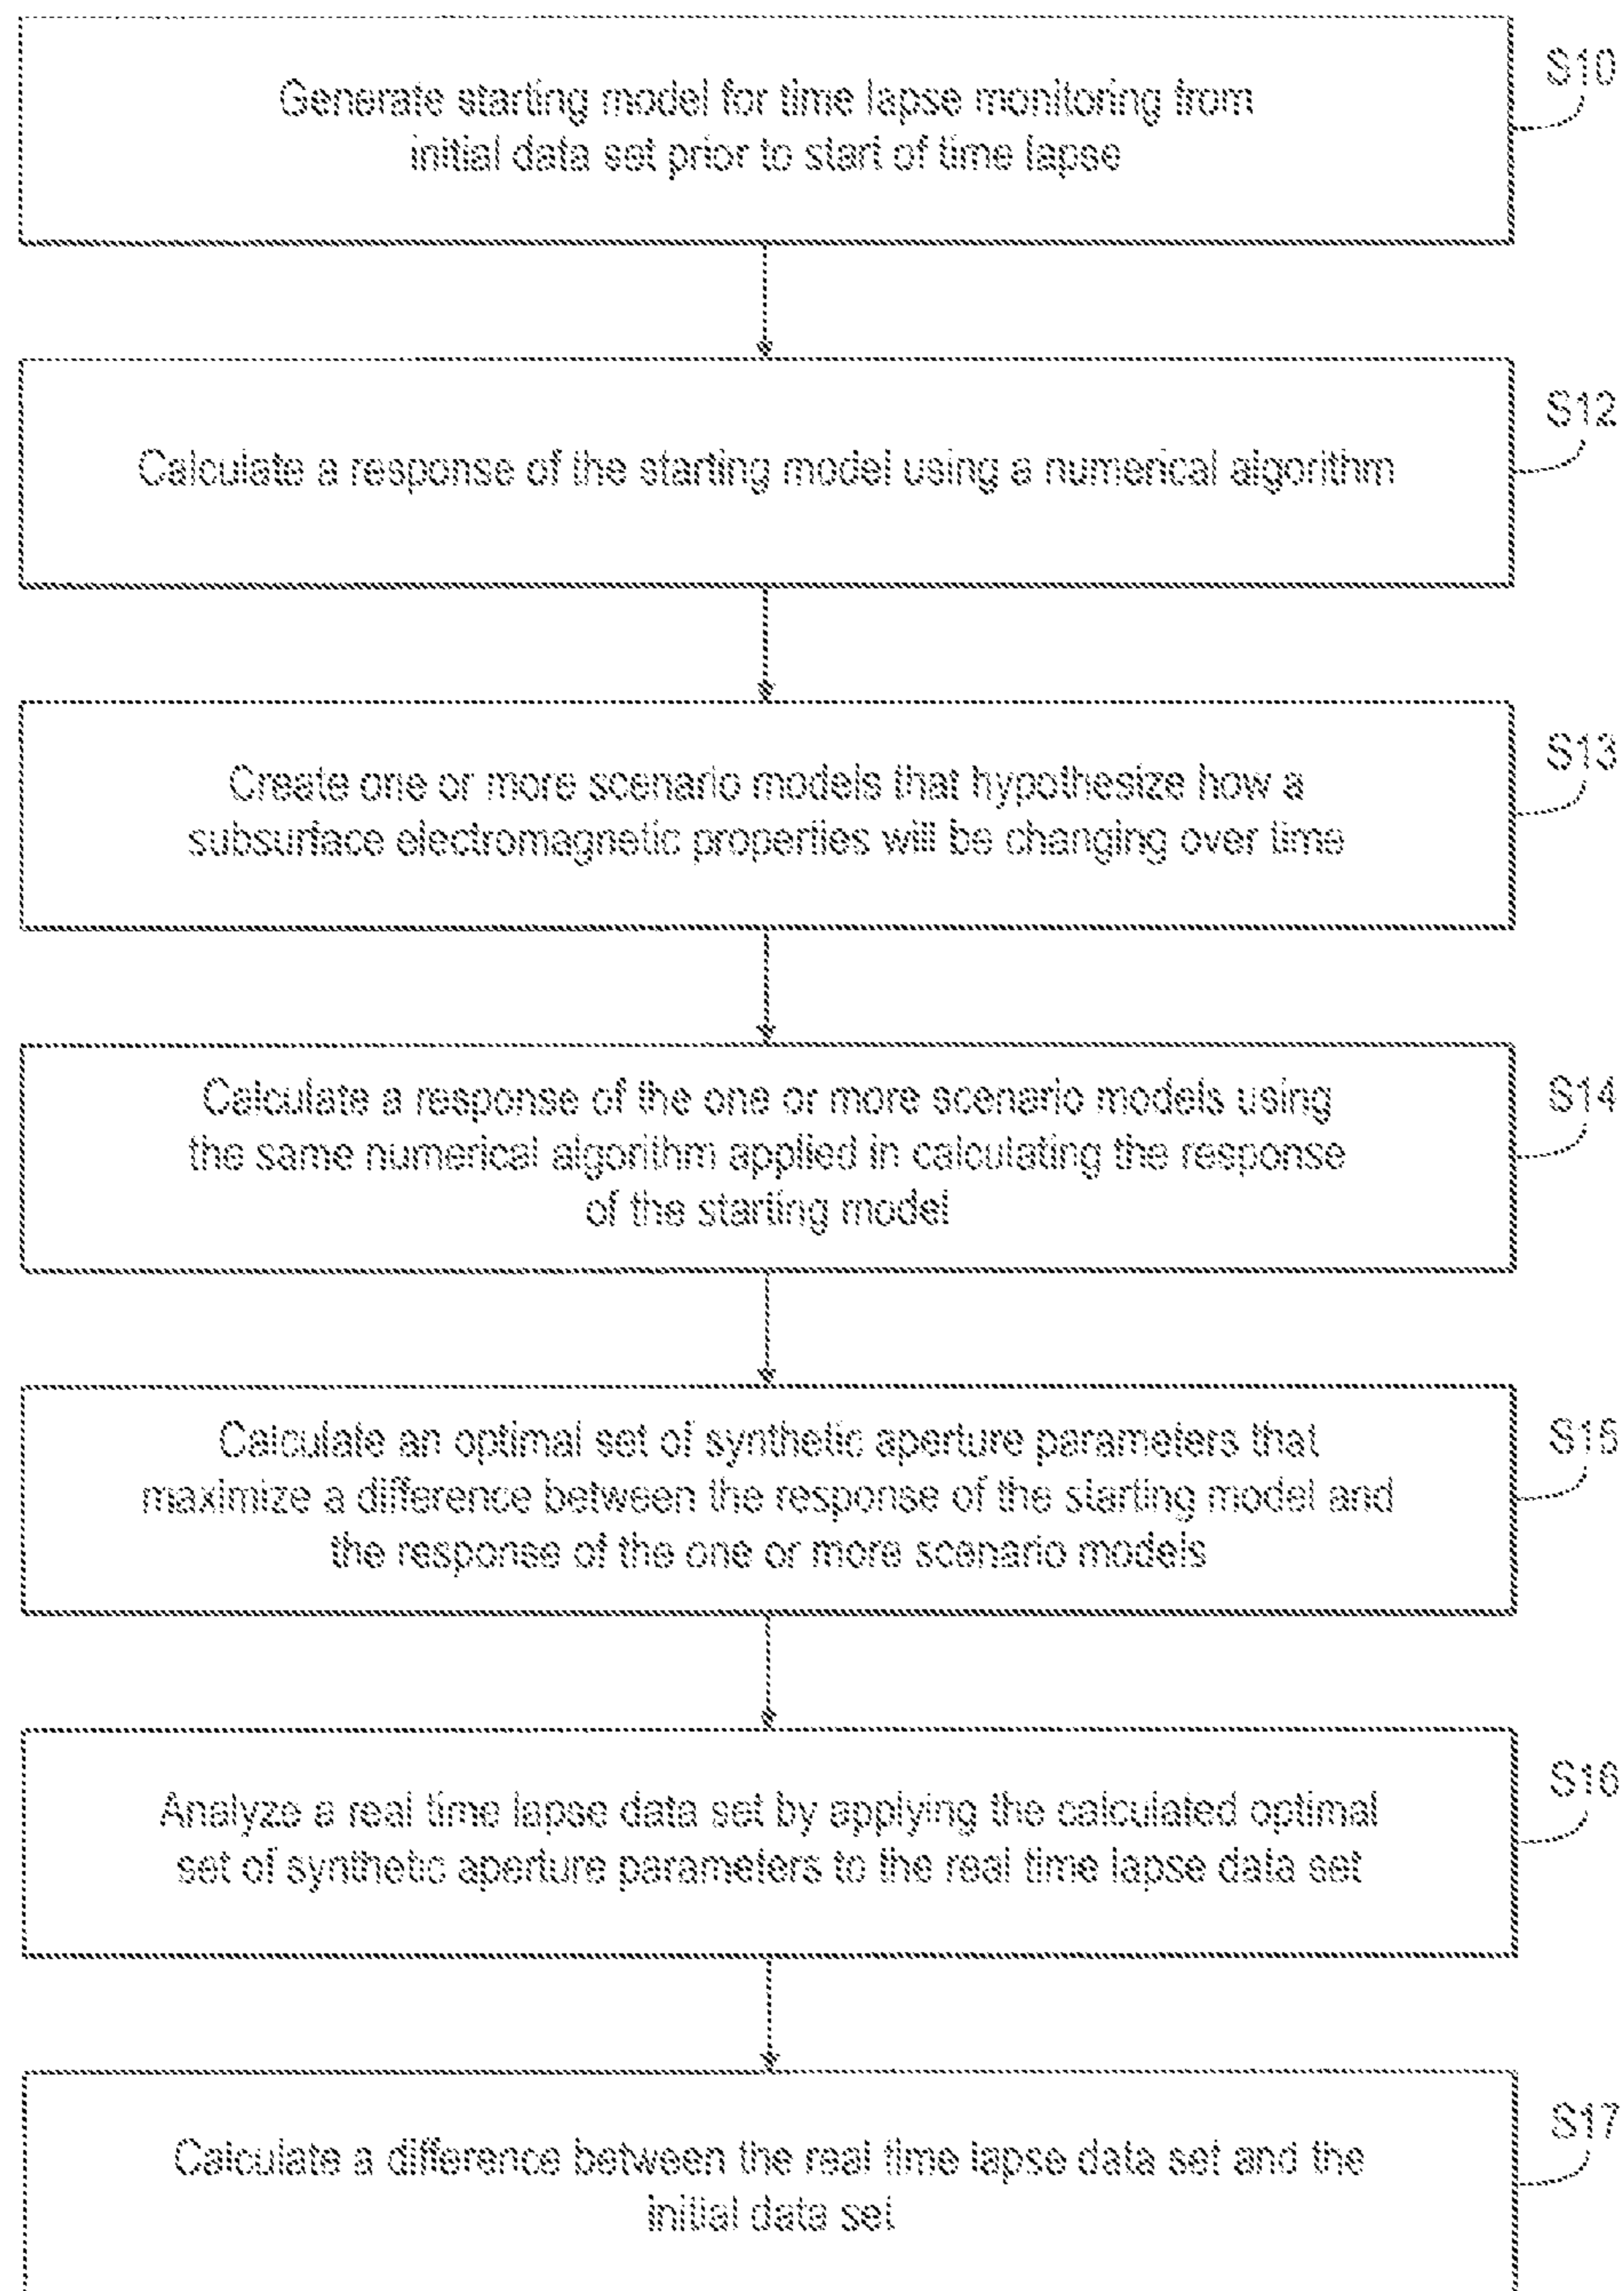 Generate starting model for time lapse monitoring from
initial data set prior to start of time lapse
S10
Calculate a response of the starting model using a numerical algorithm
S12
Create one or more scenario models that hypothesize how a
subsurface electromagnetic properties will be changing over time
S13
Calculate a response of the one or more scenario models using
the same numerical algorithm applied in calculating the response
of the starting model
S14
Calculate an optimal set of synthetic aperture parameters that
maximize a difference between the response of the starting model and
the response of the one or more scenario models
S15
Analyze a real time lapse data set by applying the calculated optimal
set of synthetic aperture parameters to the real time lapse data set
S16
Calculate a difference between the real time lapse data set and the
initial data set
S17